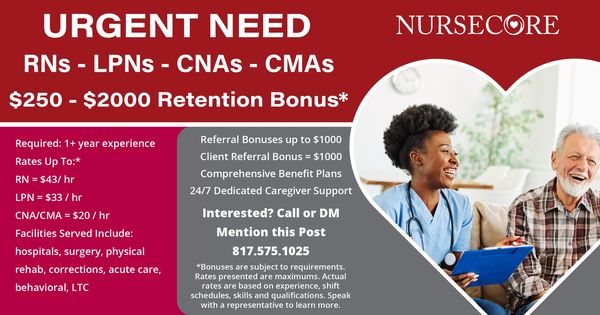 URGENT NEED
RNs - LPNs - CNAs - CMAs
$250 - $2000 Retention Bonus*
NURSECORE
Required: 1+ year experience
Rates Up To:*
RN = $43/ hr
LPN = $33 / hr
CNA/CMA = $20 / hr
Facilities Served Include:
hospitals, surgery, physical
rehab, corrections, acute care,
behavioral, LTC
Referral Bonuses up to $1000
Client Referral Bonus = $1000
Comprehensive Benefit Plans
24/7 Dedicated Caregiver Support
Interested? Call or DM
Mention this Post
817.575.1025
*Bonuses are subject to requirements.
Rates presented are maximums. Actual
rates are based on experience, shift
schedules, skills and qualifications. Speak
with a representative to learn more.